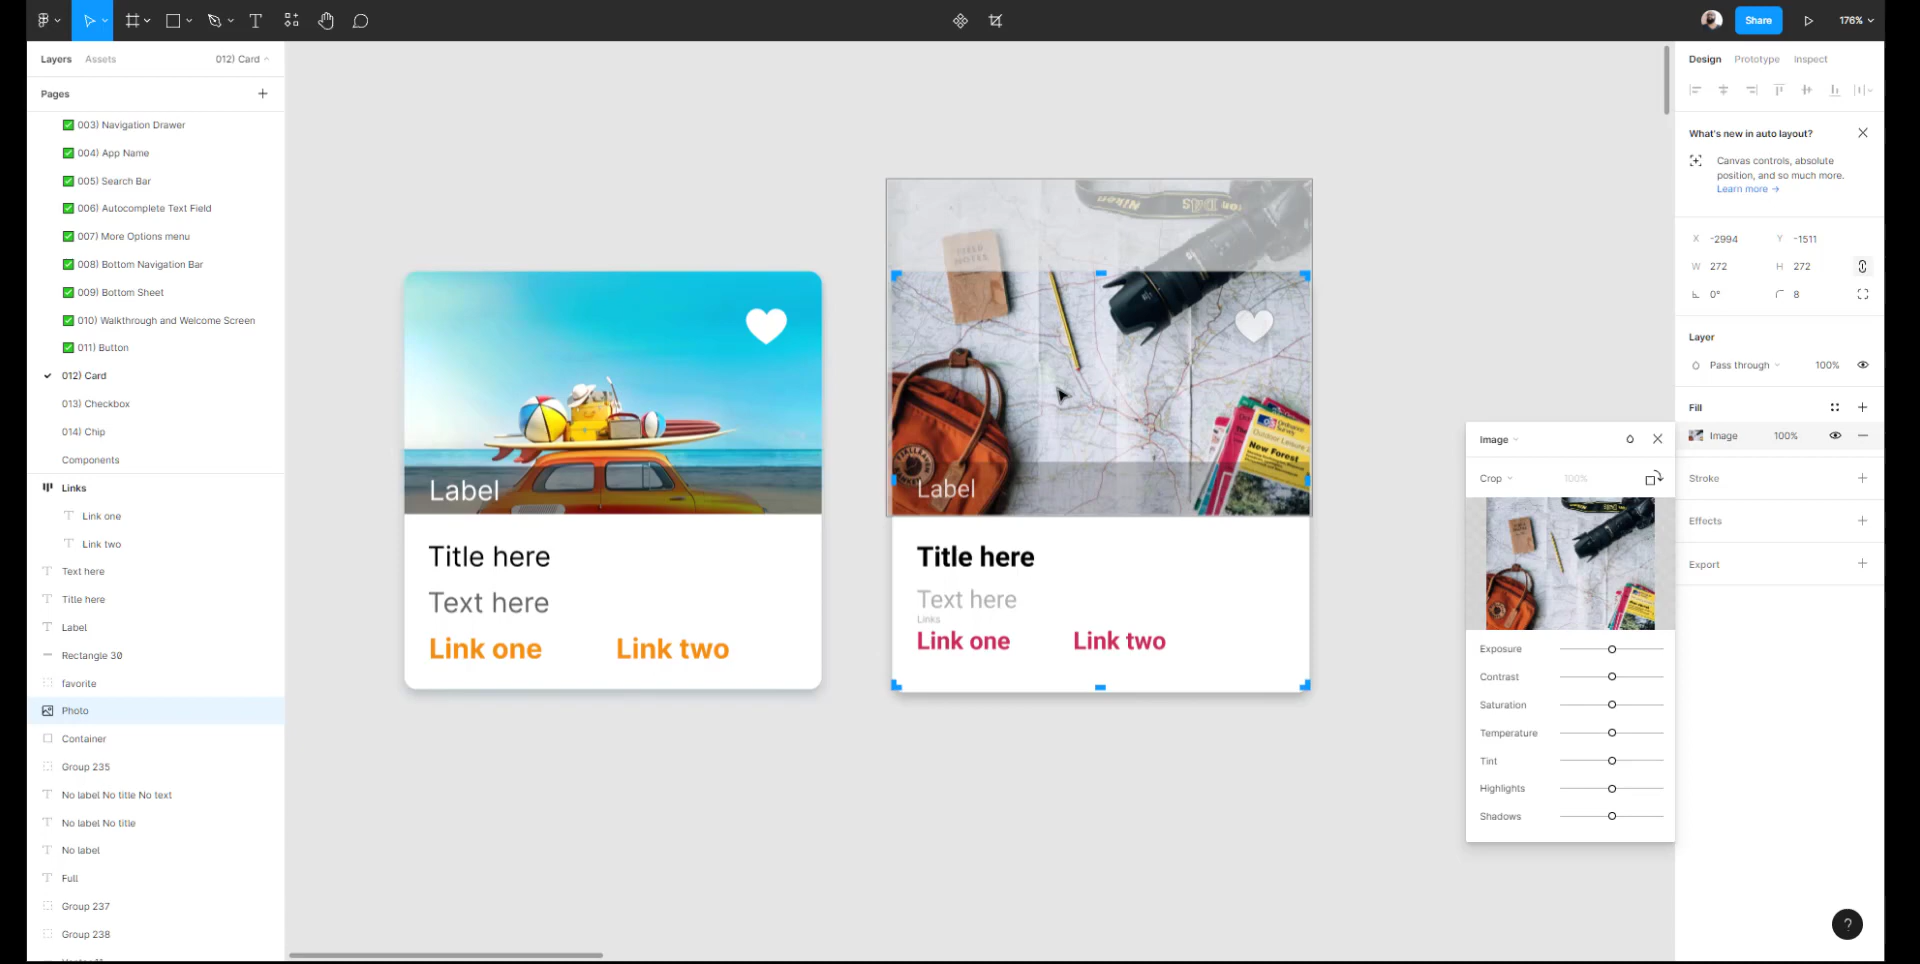 Share
176%
Layers
Assets
012) Card
Pages
003) Navigation Drawer
004) App Name
005) Search Bar
006) Autocomplete Text Field
007) More Options menu
008) Bottom Navigation Bar
009) Bottom Sheet
010) Walkthrough and Welcome Screen
011) Button
012) Card
013) Checkbox
014) Chip
Components
Links
Link one
Link two
Text here
Title here
Label
Rectangle 30
favorite
Photo
Container
Group 235
No label No title No text
No label No title
No label
Full
Group 237
Group 238
Label
Title here
Text here
Link one
Link two
Nikon
FIELD
NOTES
New Forest
Label
Title here
Text here
Links
Link one
Link two
Design
Prototype
Inspect
What's new in auto layout?
Canvas controls, absolute
position, and so much more.
Learn more →
X -2994
Y -1511
W 272
H 272
0°
8
Layer
Pass through
100%
Fill
Image
100%
Stroke
Effects
Export
Image
Crop
100%
Exposure
Contrast
Saturation
Temperature
Tint
Highlights
Shadows
?